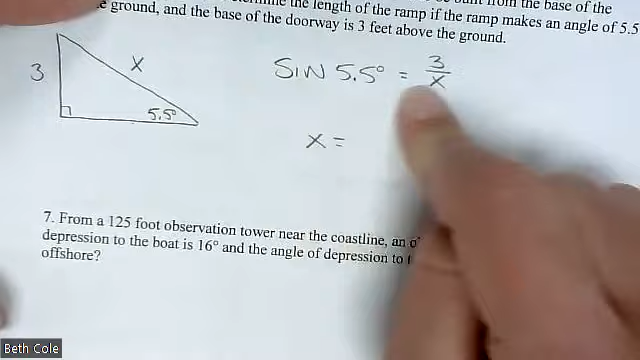 the length of the ramp if the ramp makes an angle of 5.5
ground, and the base of the doorway is 3 feet above the ground.
3
x
5.5°
SIN 5.5° = 3/x
x =
7. From a 125 foot observation tower near the coastline, an
depression to the boat is 16° and the angle of depression to
offshore?
Beth Cole